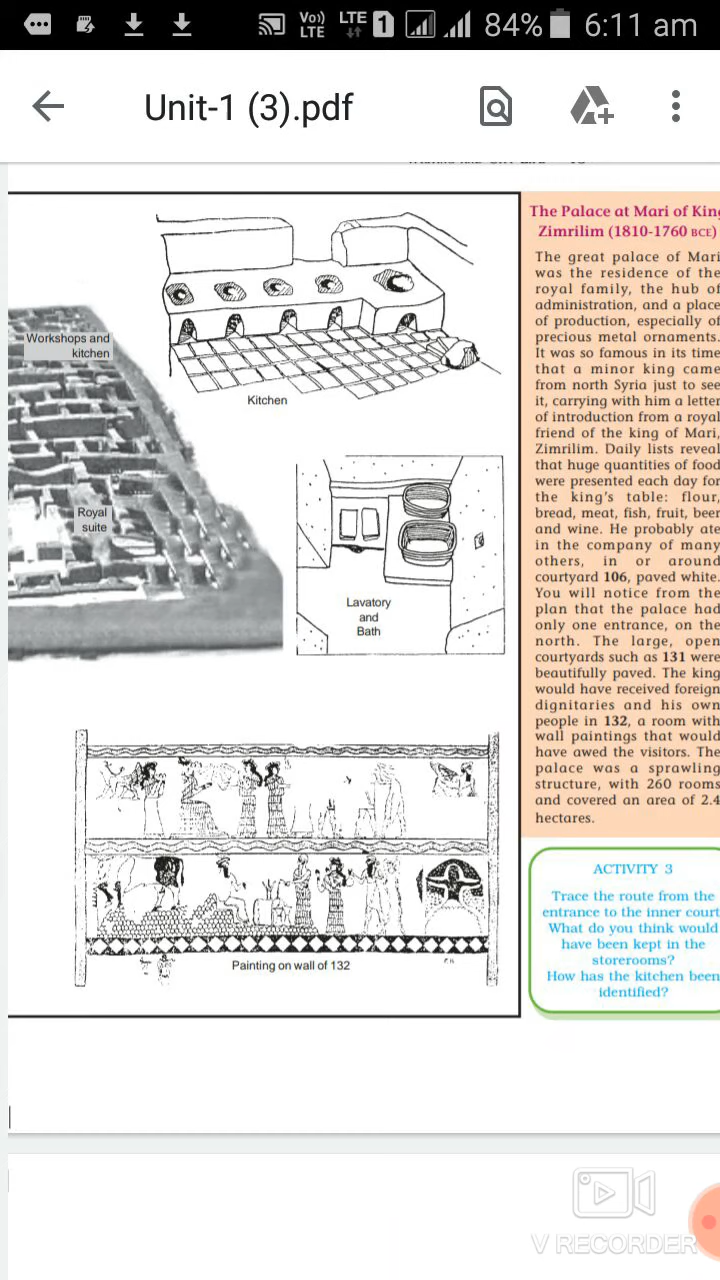 Vo))
LTE
LTE
1
84%
6:11 am
Unit-1 (3).pdf
Workshops and
kitchen
Royal
suite
Kitchen
Lavatory
and
Bath
Painting on wall of 132
The Palace at Mari of King
Zimrilim (1810-1760 BCE)
The great palace of Mari
was the residence of the
royal family, the hub of
administration, and a place
of production, especially of
precious metal ornaments.
It was so famous in its time
that a minor king came
from north Syria just to see
it, carrying with him a letter
of introduction from a royal
friend of the king of Mari,
Zimrilim. Daily lists reveal
that huge quantities of food
were presented each day for
the king's table: flour,
bread, meat, fish, fruit, beer
and wine. He probably ate
in the company of many
others, in or around
courtyard 106, paved white.
You will notice from the
plan that the palace had
only one entrance, on the
north. The large, open
courtyards such as 131 were
beautifully paved. The king
would have received foreign
dignitaries and his own
people in 132, a room with
wall paintings that would
have awed the visitors. The
palace was a sprawling
structure, with 260 rooms
and covered an area of 2.4
hectares.
ACTIVITY 3
Trace the route from the
entrance to the inner court
What do you think would
have been kept in the
storerooms?
How has the kitchen been
identified?
V RECORDER